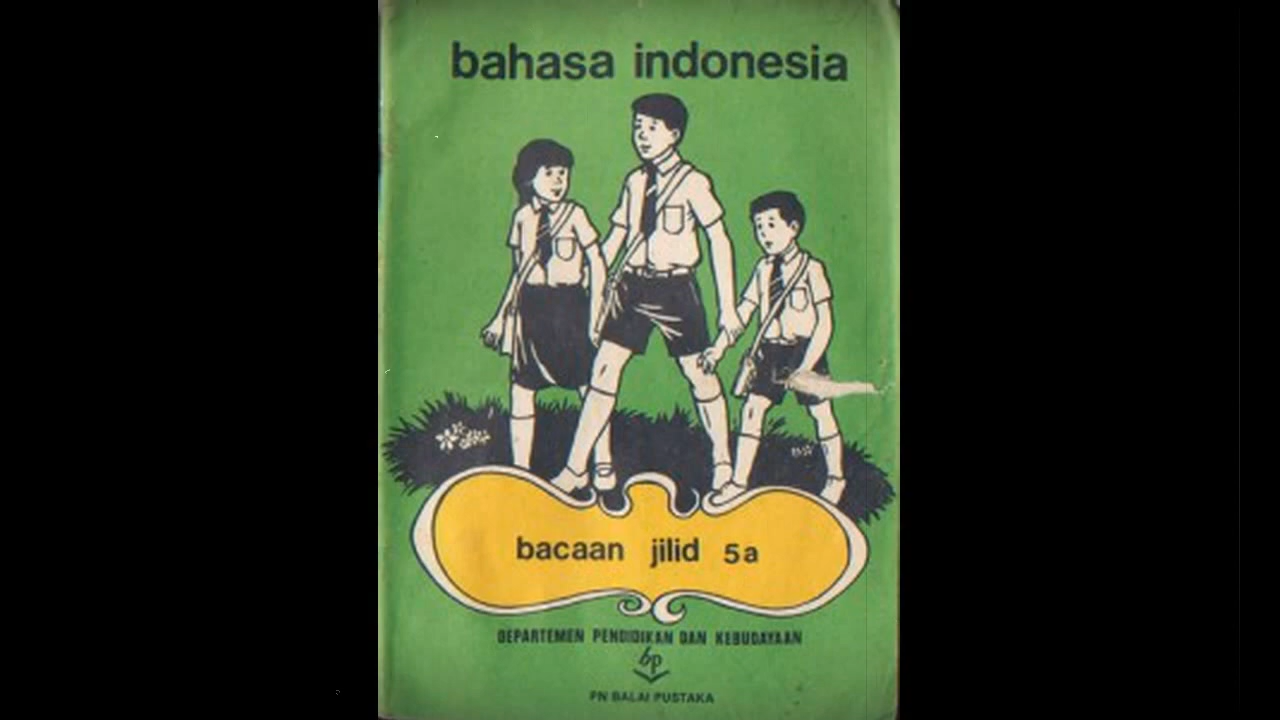 bahasa indonesia
bacaan jilid 5a
DEPARTEMEN PENDIDIKAN DAN KEBUDAYAAN
bp
PN BALAI PUSTAKA